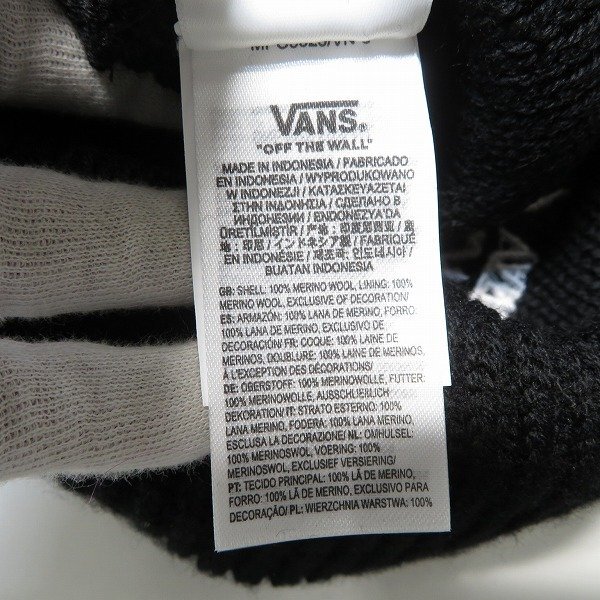 VANS®
"OFF THE WALL"
MADE IN INDONESIA / FABRICADO
EN INDONESIA / WYPRODUKOWANO
W INDONEZJI / ΚΑΤΑΣΚΕΥΑΖΕΤΑΙ
ΣΤΗΝ ΙΝΔΟΝΗΣΙΑ / СДЕЛАНО В
ИНДОНЕЗИИ / ENDONEZYA'DA
ÜRETİLMİŞTİR / 产地：印度尼西亚 / 產
地：印尼 / インドネシア製 / FABRIQUÉ
EN INDONÉSIE / 제조국: 인도네시아 /
BUATAN INDONESIA
GB: SHELL: 100% MERINO WOOL, LINING: 100%
MERINO WOOL, EXCLUSIVE OF DECORATION/
ES: ARMAZÓN: 100% LANA DE MERINO, FORRO:
100% LANA DE MERINO, EXCLUSIVO DE
DECORACIÓN/ FR: COQUE: 100% LAINE DE
MERINOS, DOUBLURE: 100% LAINE DE MERINOS,
À L'EXCEPTION DES DÉCORATIONS/
DE: OBERSTOFF: 100% MERINOWOLLE, FUTTER:
100% MERINOWOLLE, AUSSCHLIEBLICH
DEKORATION/ IT: STRATO ESTERNO: 100%
LANA MERINO, FODERA: 100% LANA MERINO,
ESCLUSA LA DECORAZIONE/ NL: OMHULSEL:
100% MERINOSWOL, VOERING: 100%
MERINOSWOL, EXCLUSIEF VERSIERING/
PT: TECIDO PRINCIPAL: 100% LÃ DE MERINO,
FORRO: 100% LÃ DE MERINO, EXCLUSIVO PARA
DECORAÇÃO/ PL: WIERZCHNIA WARSTWA: 100%